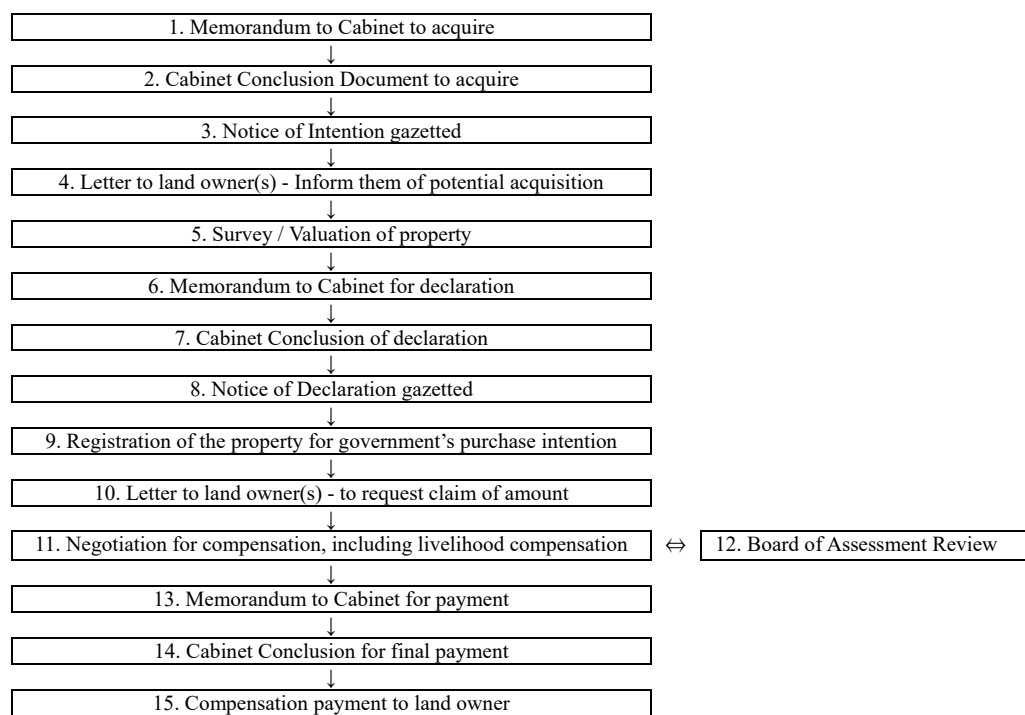 1. Memorandum to Cabinet to acquire
↓
2. Cabinet Conclusion Document to acquire
↓
3. Notice of Intention gazetted
↓
4. Letter to land owner(s) - Inform them of potential acquisition
↓
5. Survey / Valuation of property
↓
6. Memorandum to Cabinet for declaration
↓
7. Cabinet Conclusion of declaration
↓
8. Notice of Declaration gazetted
↓
9. Registration of the property for government’s purchase intention
↓
10. Letter to land owner(s) - to request claim of amount
↓
11. Negotiation for compensation, including livelihood compensation ⇔ 12. Board of Assessment Review
↓
13. Memorandum to Cabinet for payment
↓
14. Cabinet Conclusion for final payment
↓
15. Compensation payment to land owner